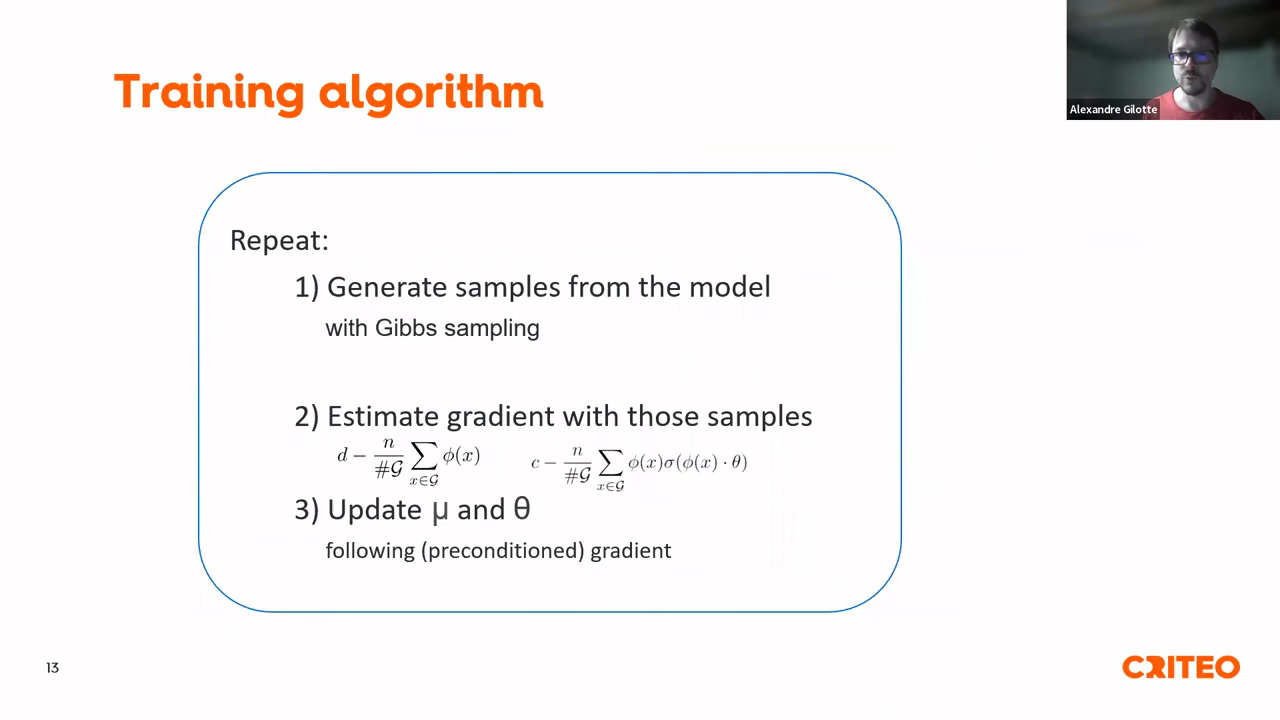 Training algorithm
Alexandre Gilotte
Repeat:
1) Generate samples from the model
with Gibbs sampling
2) Estimate gradient with those samples
d − n/#𝒢 ∑_{x∈𝒢} ϕ(x)    c − n/#𝒢 ∑_{x∈𝒢} ϕ(x)σ(ϕ(x) · θ)
3) Update μ and θ
following (preconditioned) gradient
13
CRITEO